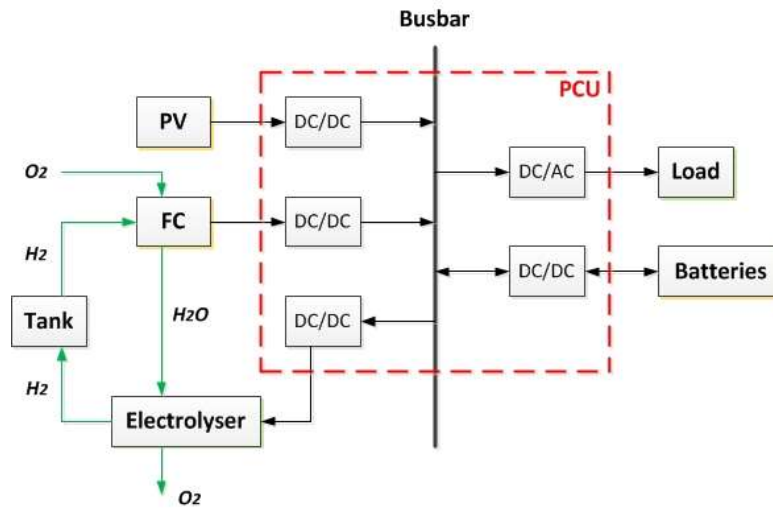 Busbar
PCU
PV
DC/DC
O2
DC/AC
Load
FC
DC/DC
H2
DC/DC
Batteries
Tank
H2O
DC/DC
H2
Electrolyser
O2